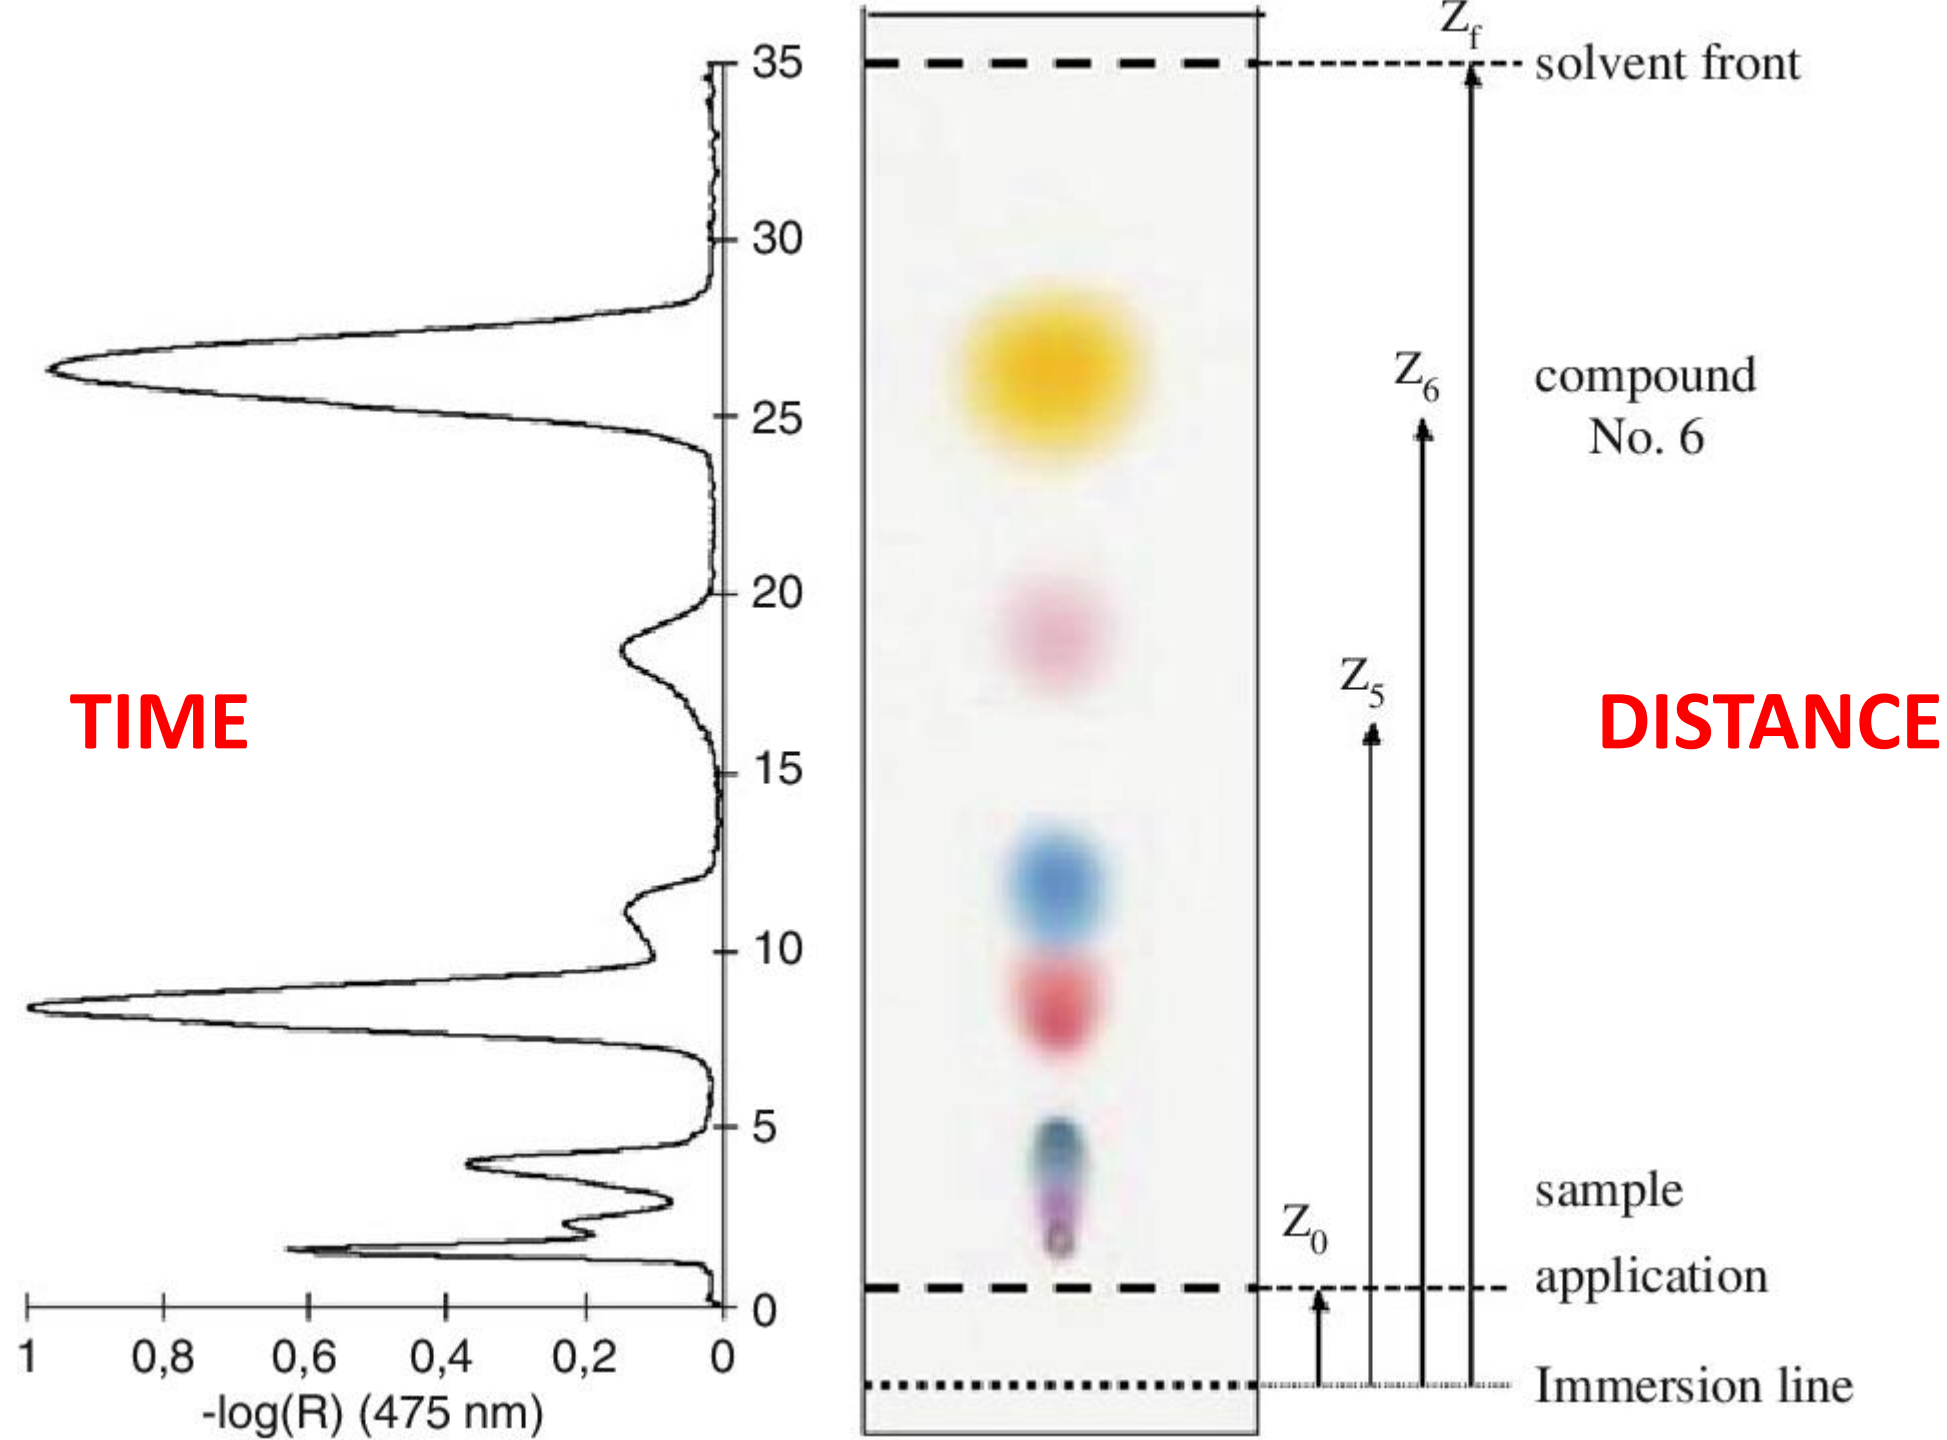 35
30
25
20
15
10
5
0
1 0,8 0,6 0,4 0,2 0
-log(R) (475 nm)
TIME
Zf
solvent front
Z6
compound
No. 6
Z5
DISTANCE
Z0
sample
application
Immersion line